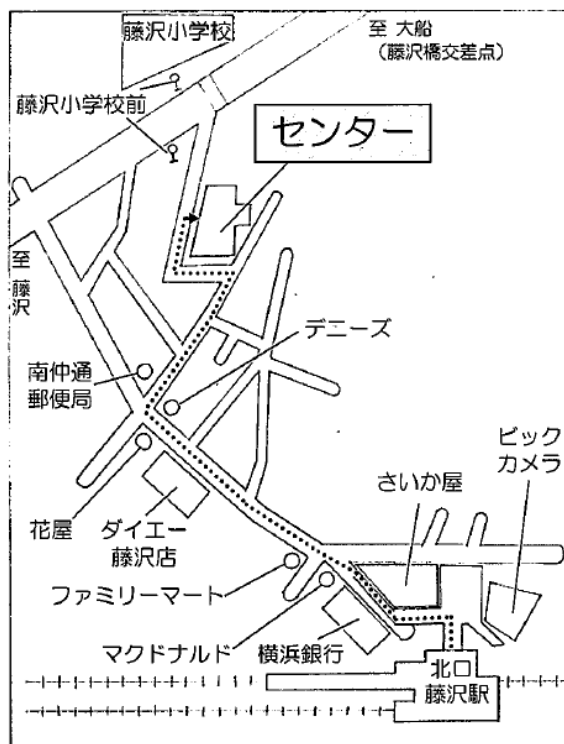 藤沢小学校
至 大船
（藤沢橋交差点）
藤沢小学校前
センター
至 藤沢
デニーズ
南仲通
郵便局
ビック
カメラ
さいか屋
花屋
ダイエー
藤沢店
ファミリーマート
マクドナルド
横浜銀行
北口
藤沢駅